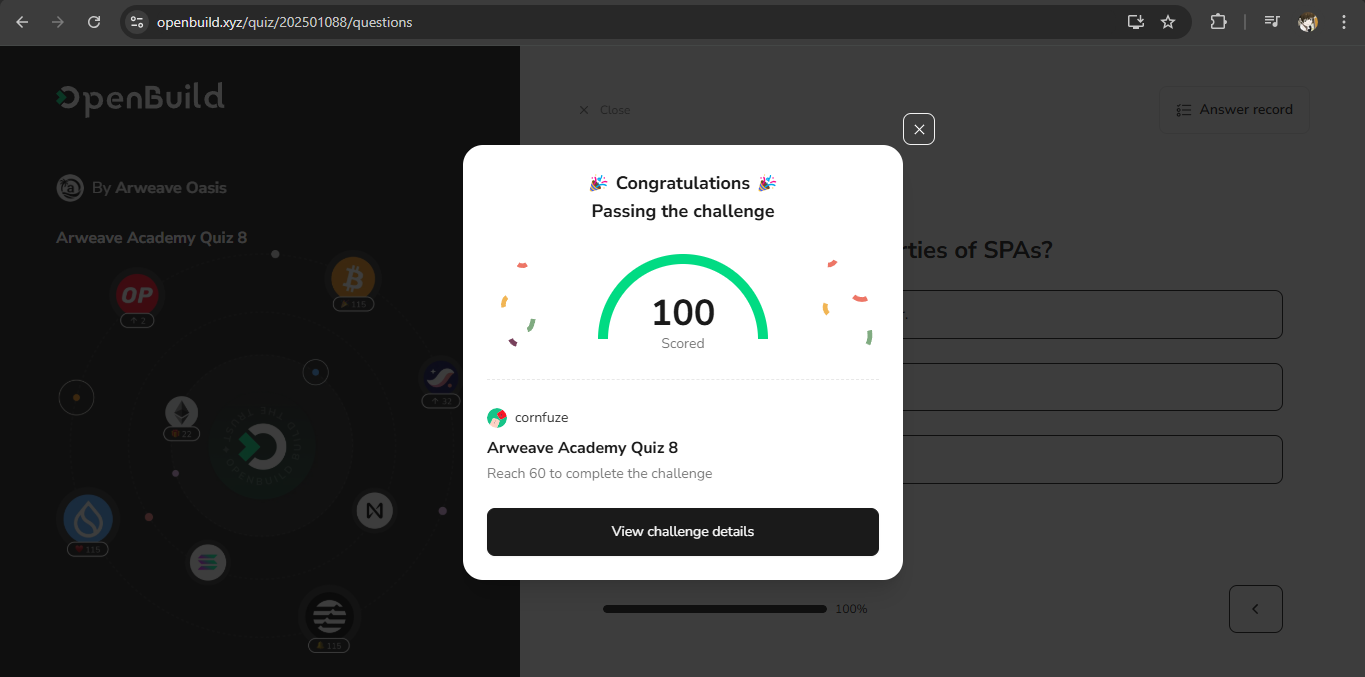 openbuild.xyz/quiz/202501088/questions
OpenBuild
Close
Answer record
By Arweave Oasis
Arweave Academy Quiz 8
OP
2
115
22
32
115
115
🎉 Congratulations 🎉
Passing the challenge
100
Scored
cornfuze
Arweave Academy Quiz 8
Reach 60 to complete the challenge
View challenge details
rties of SPAs?
100%